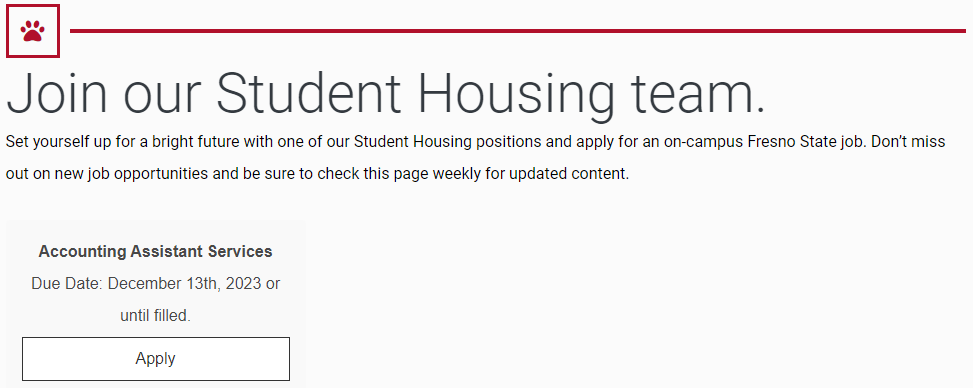 Join our Student Housing team.
Set yourself up for a bright future with one of our Student Housing positions and apply for an on-campus Fresno State job. Don’t miss
out on new job opportunities and be sure to check this page weekly for updated content.
Accounting Assistant Services
Due Date: December 13th, 2023 or
until filled.
Apply